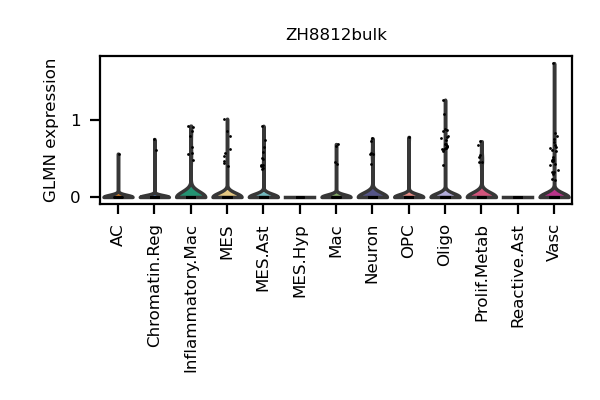 ZH8812bulk
GLMN expression
1
0
AC
Chromatin.Reg
Inflammatory.Mac
MES
MES.Ast
MES.Hyp
Mac
Neuron
OPC
Oligo
Prolif.Metab
Reactive.Ast
Vasc